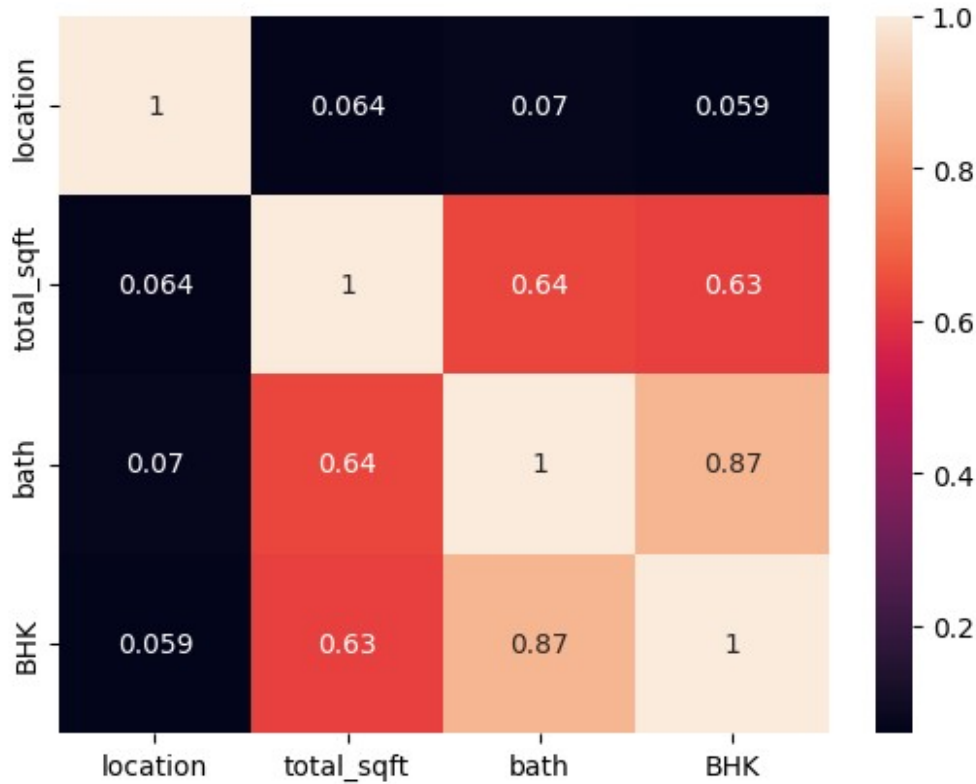 1.0
location 1 0.064 0.07 0.059
0.8
total_sqft 0.064 1 0.64 0.63
0.6
bath 0.07 0.64 1 0.87
0.4
BHK 0.059 0.63 0.87 1
0.2
location total_sqft bath BHK